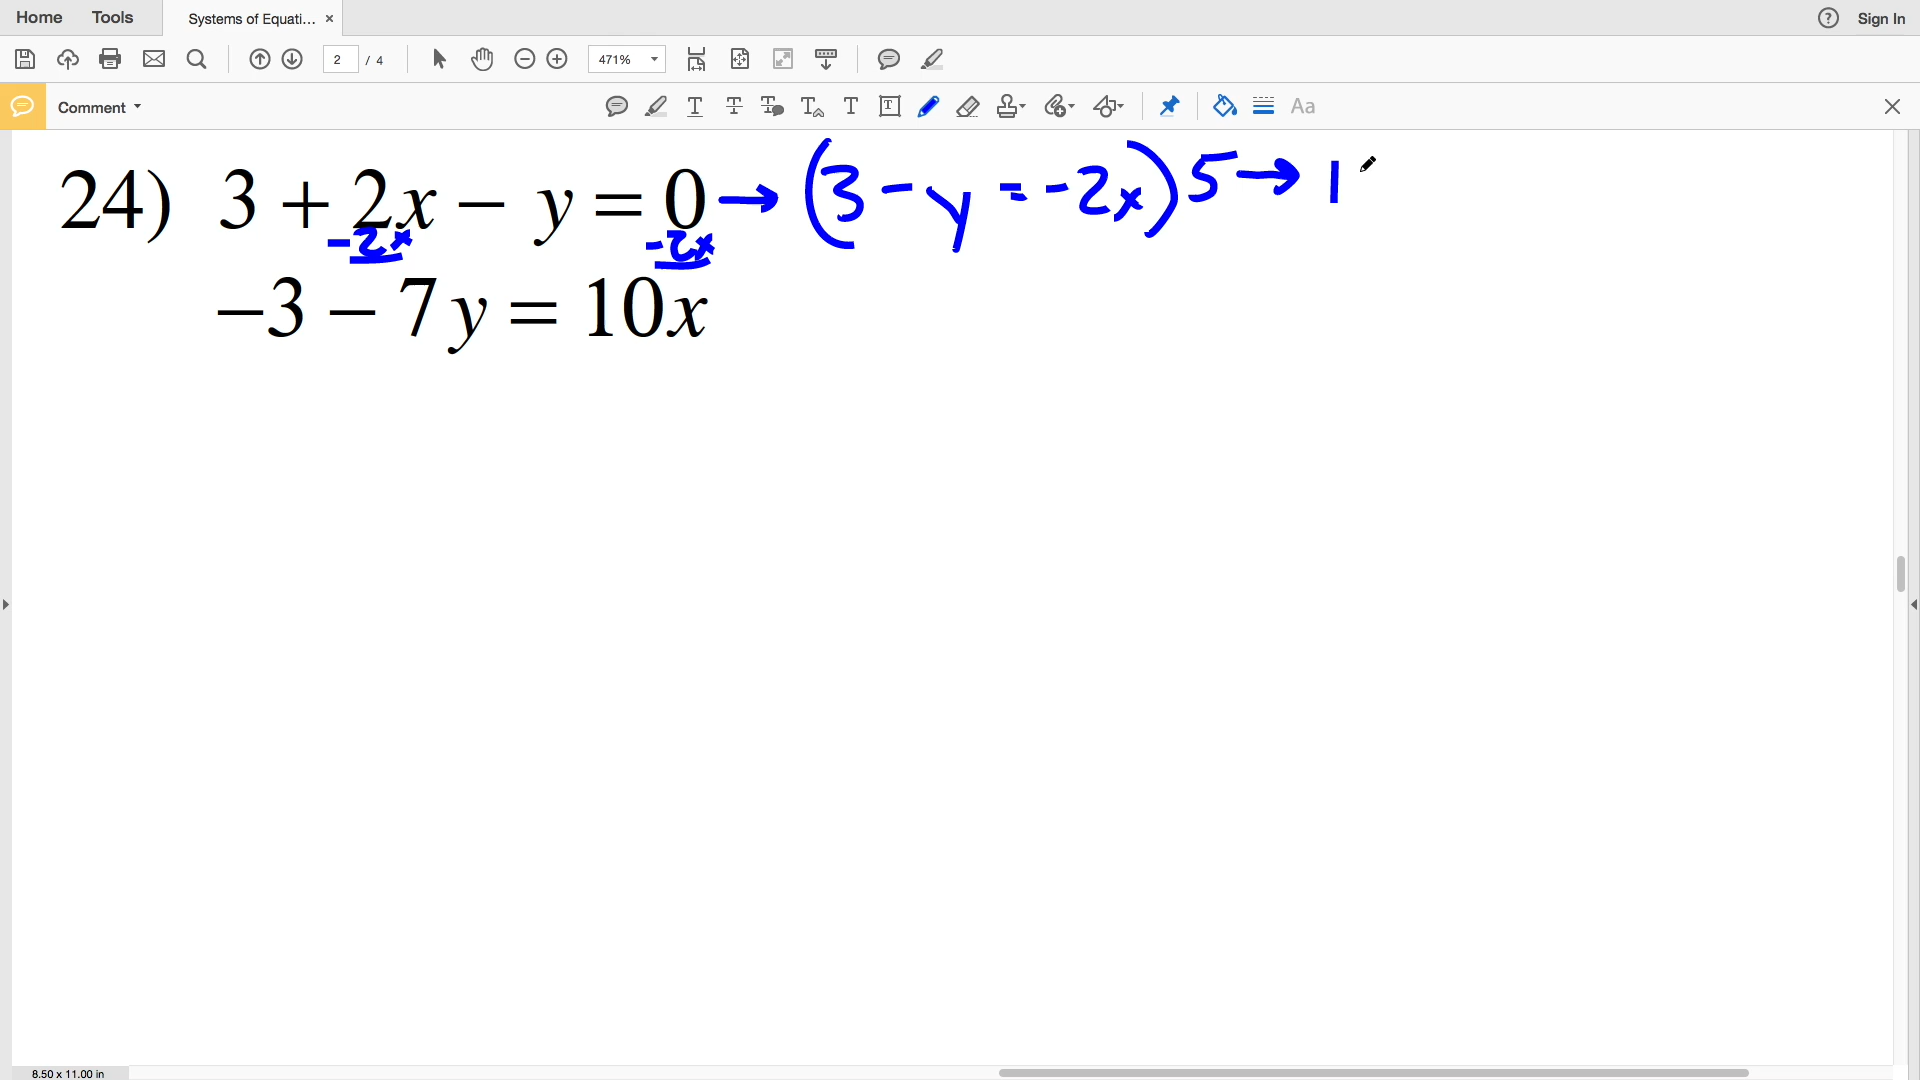 Home Tools Systems of Equati... × ? Sign In
2 / 4 471%
Comment Aa
24) 3 + 2x − y = 0 → (3 − y = −2x) 5 → 1
−2x −2x
−3 − 7y = 10x
8.50 x 11.00 in